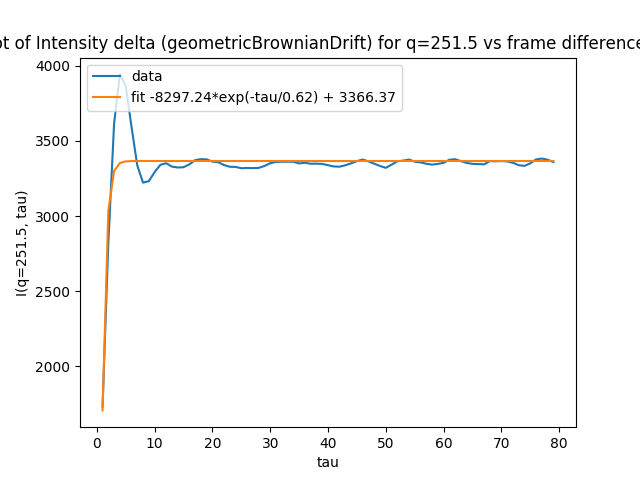 ot of Intensity delta (geometricBrownianDrift) for q=251.5 vs frame difference
data
fit -8297.24*exp(-tau/0.62) + 3366.37
4000
3500
3000
2500
2000
I(q=251.5, tau)
0 10 20 30 40 50 60 70 80
tau